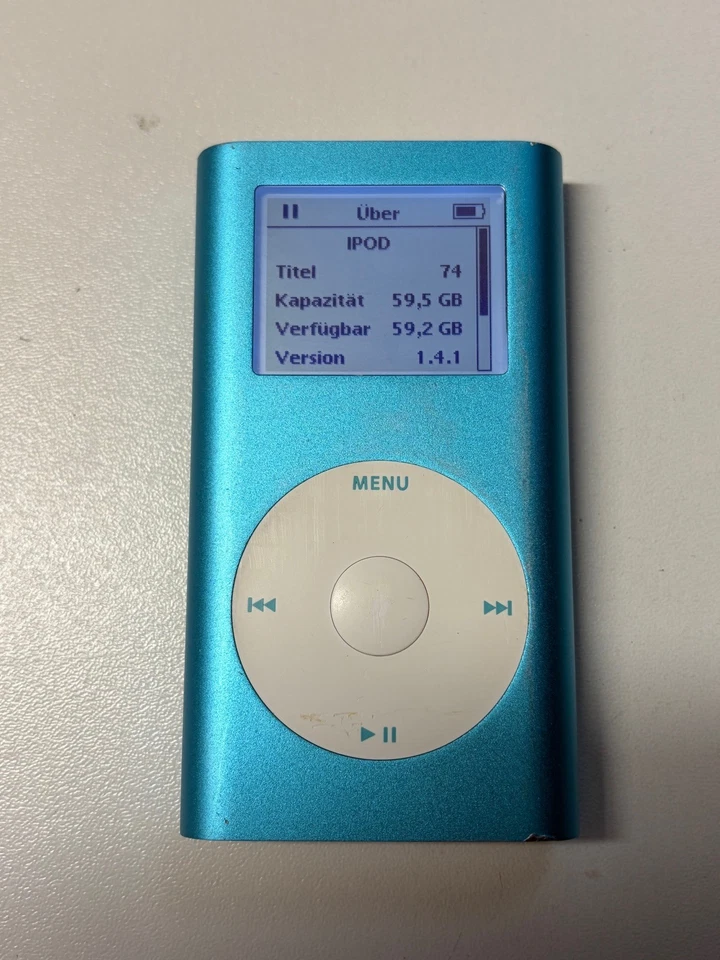 Über
IPOD
Titel 74
Kapazität 59,5 GB
Verfügbar 59,2 GB
Version 1.4.1
MENU